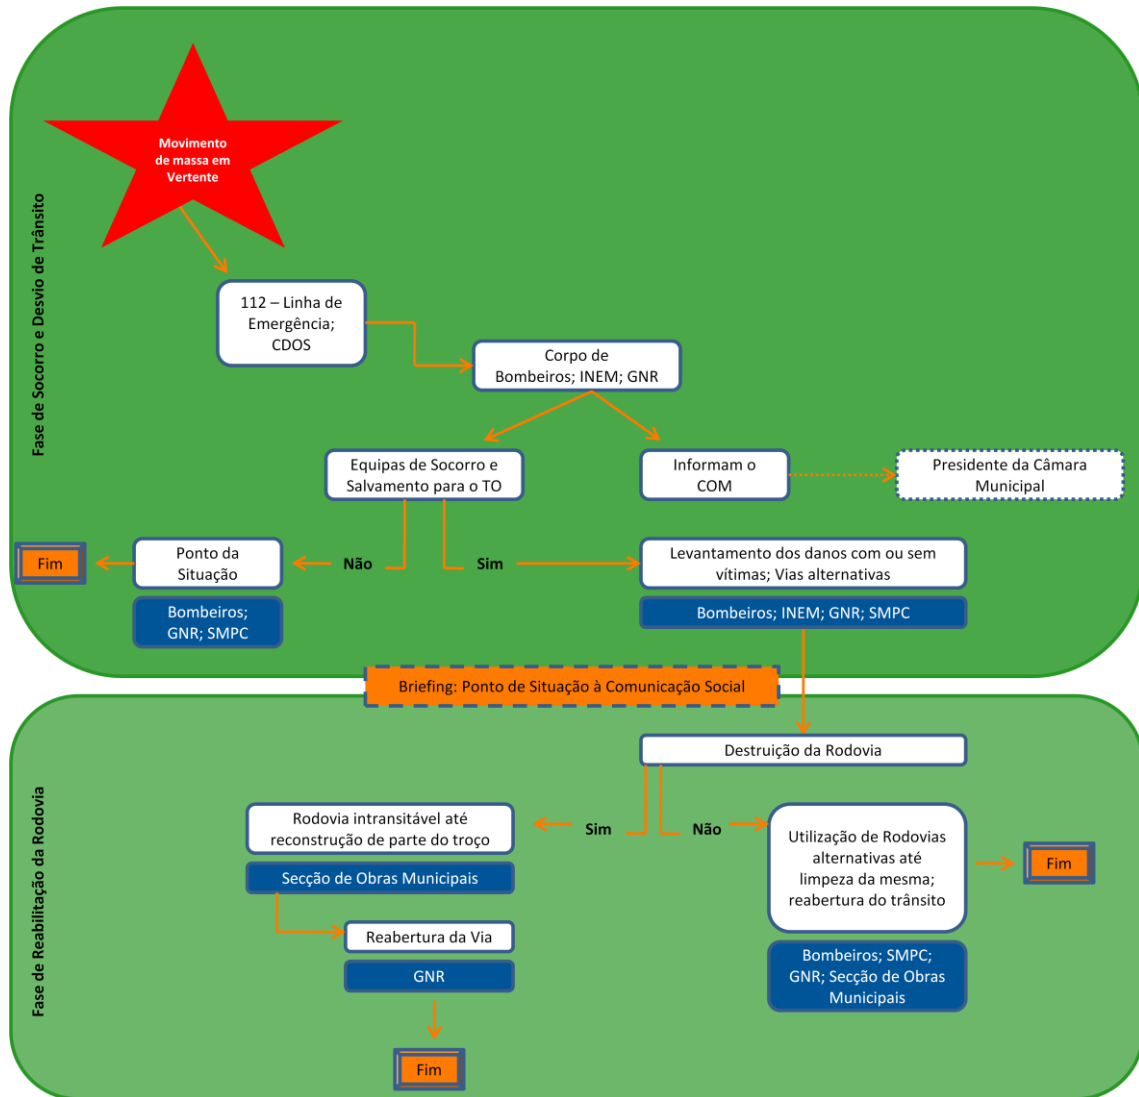 Fase de Socorro e Desvio de Trânsito
Movimento
de massa em
Vertente
112 – Linha de
Emergência;
CDOS
Corpo de
Bombeiros; INEM; GNR
Equipas de Socorro e
Salvamento para o TO
Informam o
COM
Presidente da Câmara
Municipal
Fim
Ponto da
Situação
Não
Sim
Levantamento dos danos com ou sem
vítimas; Vias alternativas
Bombeiros;
GNR; SMPC
Bombeiros; INEM; GNR; SMPC
Briefing: Ponto de Situação à Comunicação Social
Fase de Reabilitação da Rodovia
Destruição da Rodovia
Rodovia intransitável até
reconstrução de parte do troço
Sim
Não
Utilização de Rodovias
alternativas até
limpeza da mesma;
reabertura do trânsito
Fim
Secção de Obras Municipais
Reabertura da Via
GNR
Bombeiros; SMPC;
GNR; Secção de Obras
Municipais
Fim